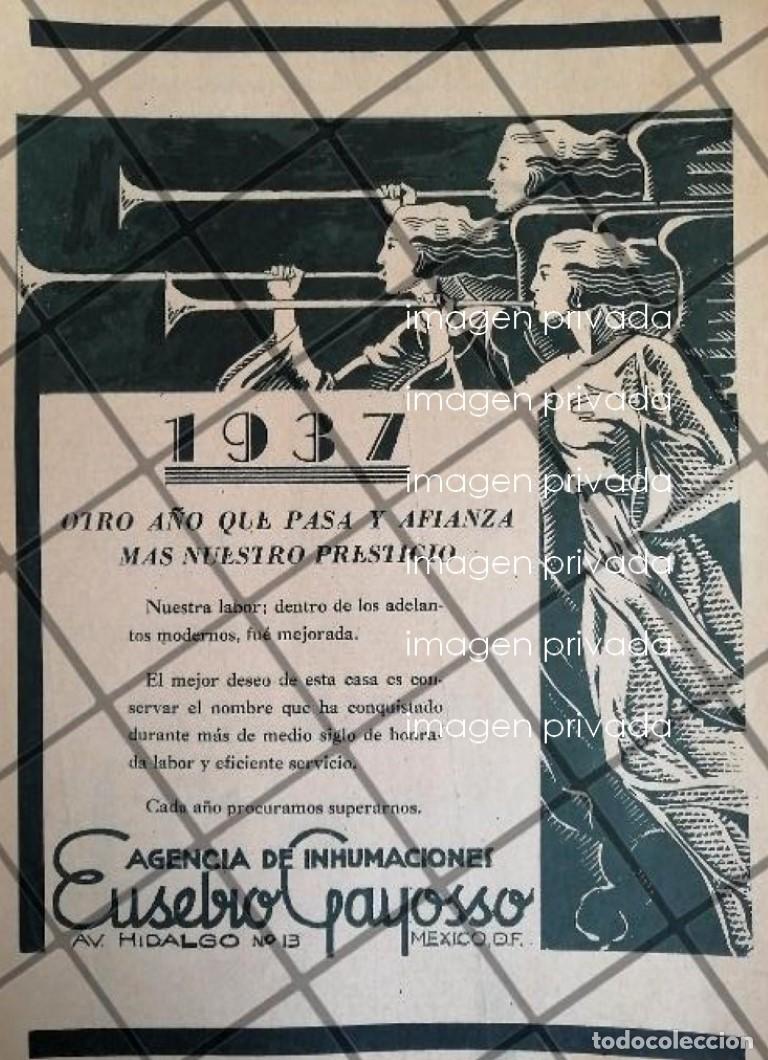 1937
OTRO AÑO QUE PASA Y AFIANZA
MAS NUESTRO PRESTIGIO
Nuestra labor; dentro de los adelan-
tos modernos, fué mejorada.
El mejor deseo de esta casa es con-
servar el nombre que ha conquistado
durante más de medio siglo de honra-
da labor y eficiente servicio.
Cada año procuramos superarnos.
AGENCIA DE INHUMACIONES
Eusebio Gayosso
AV. HIDALGO Nº 13 MEXICO, D.F.
imagen privada
imagen privada
imagen privada
imagen privada
imagen privada
imagen privada
todocoleccion